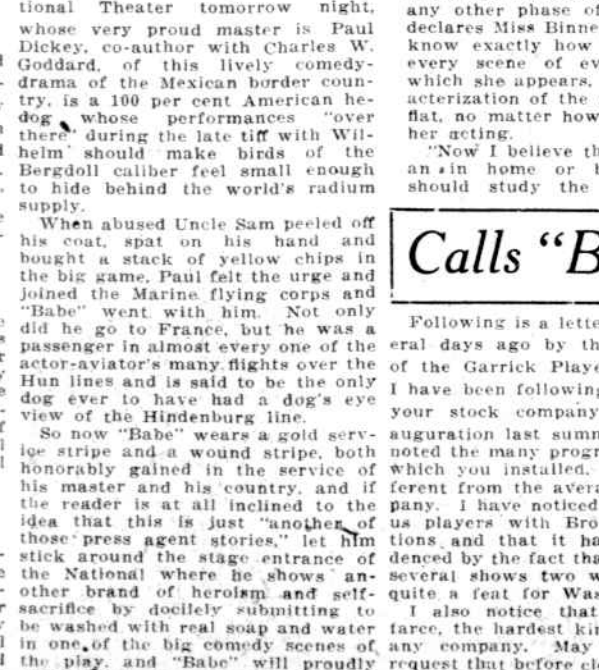 tional Theater tomorrow night,
whose very proud master is Paul
Dickey, co-author with Charles W.
Goddard, of this lively comedy-
drama of the Mexican border coun-
try, is a 100 per cent American he-
dog whose performances "over
there" during the late tiff with Wil-
helm should make birds of the
Bergdoll caliber feel small enough
to hide behind the world's radium
supply.
When abused Uncle Sam peeled off
his coat, spat on his hand and
bought a stack of yellow chips in
the big game, Paul felt the urge and
joined the Marine flying corps and
"Babe" went with him. Not only
did he go to France, but he was a
passenger in almost every one of the
actor-aviator's many flights over the
Hun lines and is said to be the only
dog ever to have had a dog's eye
view of the Hindenburg line.
So now "Babe" wears a gold serv-
ice stripe and a wound stripe, both
honorably gained in the service of
his master and his country, and if
the reader is at all inclined to the
idea that this is just "another of
those press agent stories," let him
stick around the stage entrance of
the National where he shows an-
other brand of heroism and self-
sacrifice by docilely submitting to
be washed with real soap and water
in one of the big comedy scenes of
the play, and "Babe" will proudly
any other phase of
declares Miss Binne
know exactly how
every scene of ev
which she appears,
acterization of the
flat, no matter how
her acting.
"Now I believe th
an in home or b
should study the
Calls "B
Following is a lette
eral days ago by th
of the Garrick Playe
I have been following
your stock company
auguration last summ
noted the many progr
which you installed,
ferent from the avera
pany. I have noticed
us players with Bro
tions and that it ha
denced by the fact tha
several shows two w
quite a feat for Was
I also notice that
farce, the hardest kin
any company. May
request that before cl